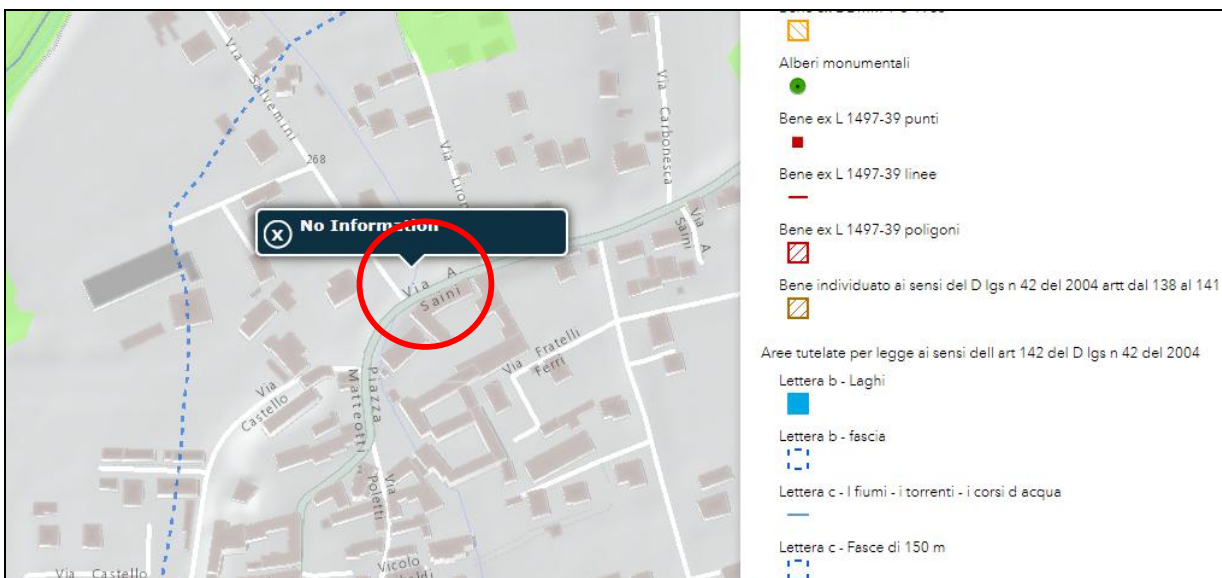 Alberi monumentali
Bene ex L 1497-39 punti
Bene ex L 1497-39 linee
Bene ex L 1497-39 poligoni
Bene individuato ai sensi del D lgs n 42 del 2004 artt dal 138 al 141
Aree tutelate per legge ai sensi dell art 142 del D lgs n 42 del 2004
Lettera b - Laghi
Lettera b - fascia
Lettera c - I fiumi - i torrenti - i corsi d acqua
Lettera c - Fasce di 150 m
Via Salvemini
268
Via Carbonesca
No Information
Via A
Saini
Via A
Saini
Via Fratelli
Ferri
Via
Castello
Piazza
Matteotti
Via
Poletti
Vicolo
Via Castello